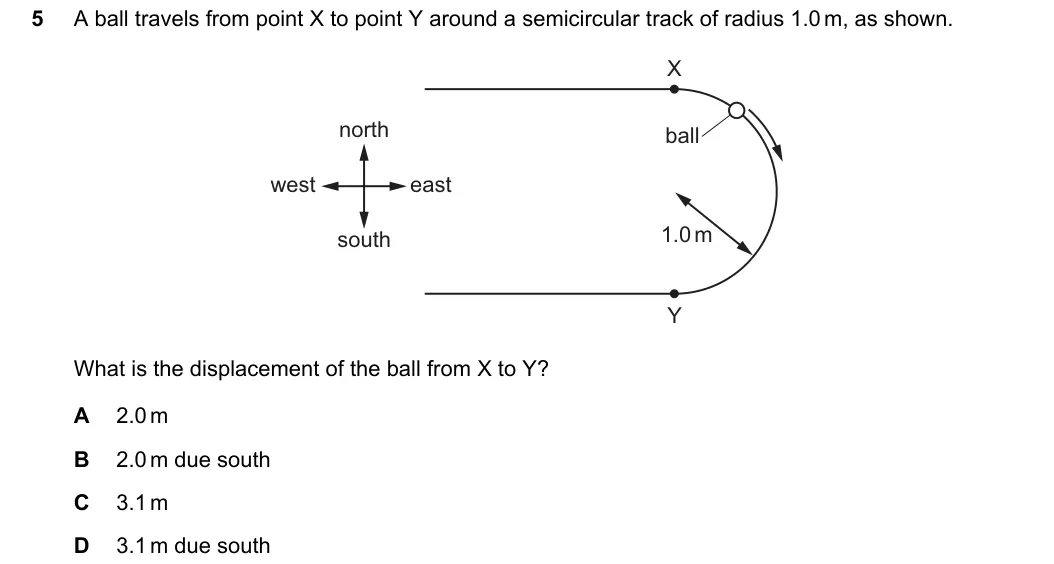 5 A ball travels from point X to point Y around a semicircular track of radius 1.0 m, as shown.
X
north
ball
west
east
1.0 m
south
Y
What is the displacement of the ball from X to Y?
A 2.0 m
B 2.0 m due south
C 3.1 m
D 3.1 m due south